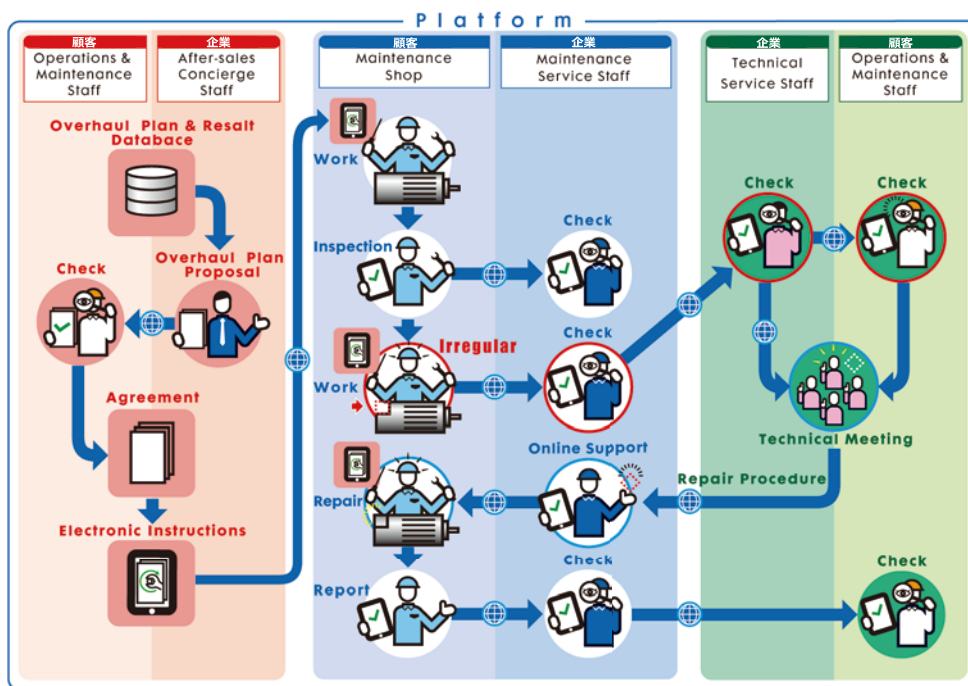 Platform
顧客
企業
Operations &
Maintenance
Staff
After-sales
Concierge
Staff
Overhaul Plan & Resalt
Databace
Overhaul Plan
Proposal
Check
Agreement
Electronic Instructions
顧客
企業
Maintenance
Shop
Maintenance
Service Staff
Work
Inspection
Check
Irregular
Work
Check
Online Support
Repair
Check
Report
企業
顧客
Technical
Service Staff
Operations &
Maintenance
Staff
Check
Check
Technical Meeting
Repair Procedure
Check